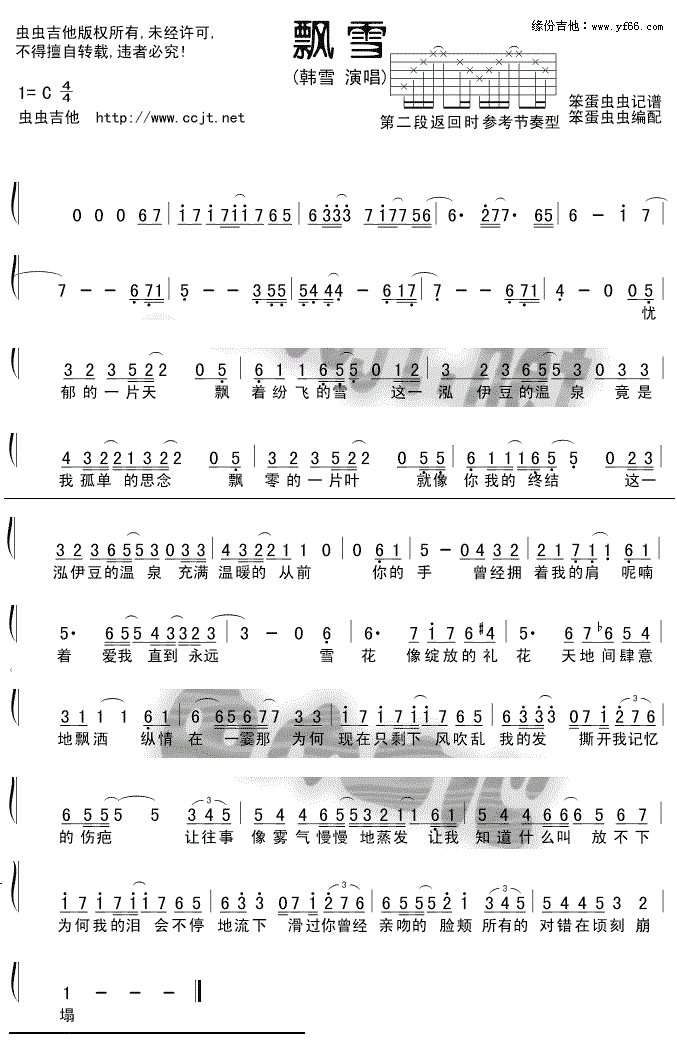 虫虫吉他版权所有,未经许可,
不得擅自转载,违者必究!
飘雪
(韩雪 演唱)
缘份吉他: www.yf66.com
1= C 4/4
虫虫吉他 http://www.ccjt.net
第二段返回时参考节奏型
笨蛋虫虫记谱
笨蛋虫虫编配
0 0 0 6 7 | i 7 i 7 i i 7 6 5 | 6 3 3 3 7 i 7 7 5 6 | 6· 2 7 7· 6 5 | 6 − i 7 |
7 − − 6 7 1 | 5 − − 3 5 5 | 5 4 4 4 − 6 1 7 | 7 − − 6 7 1 | 4 − 0 0 5 |
忧
3 2 3 5 2 2 0 5 | 6 1 1 6 5 5 0 1 2 | 3 2 3 6 5 5 3 0 3 3 |
郁的一片天 飘 着纷飞的雪 这一 泓 伊豆的温 泉 竟是
4 3 2 2 1 3 2 2 0 5 | 3 2 3 5 2 2 0 5 5 | 6 1 1 1 6 5 5 0 2 3 |
我孤单的思念 飘 零的一片叶 就像 你我的 终结 这一
3 2 3 6 5 5 3 0 3 3 | 4 3 2 2 1 1 0 | 0 6 1 | 5 − 0 4 3 2 | 2 1 7 1 1 6 1 |
泓伊豆的温 泉 充满 温暖的 从前 你的 手 曾经拥 着我的肩 呢喃
5· 6 5 5 4 3 3 3 2 3 | 3 − 0 6 | 6· 7 i 7 6 #4 | 5· 6 7 b6 5 4 |
着 爱我 直到 永远 雪 花 像绽放的礼 花 天地间肆意
3 1 1 1 6 1 | 6 6 5 6 7 7 3 3 | i 7 i 7 i i 7 6 5 | 6 3 3 3 0 7 i 2 7 6 |
地飘洒 纵情 在 一霎那 为何 现在只剩下 风吹乱 我的发 撕开我记忆
6 5 5 5 5 5 3 4 5 | 5 4 4 6 5 5 3 2 1 1 1 6 1 | 5 4 4 6 6 6 5 6 7 |
的伤疤 让往事 像雾气慢慢 地蒸发 让我 知道什么叫 放不下
i 7 i 7 i i 7 6 5 | 6 3 3 3 0 7 i 2 7 6 | 6 5 5 1 3 4 5 | 3 4 5 3 2 |
为何我的泪 会不停 地流下 滑过你曾经 亲吻的 脸颊 所有的 对错在顷刻 崩
1 − − −
塌